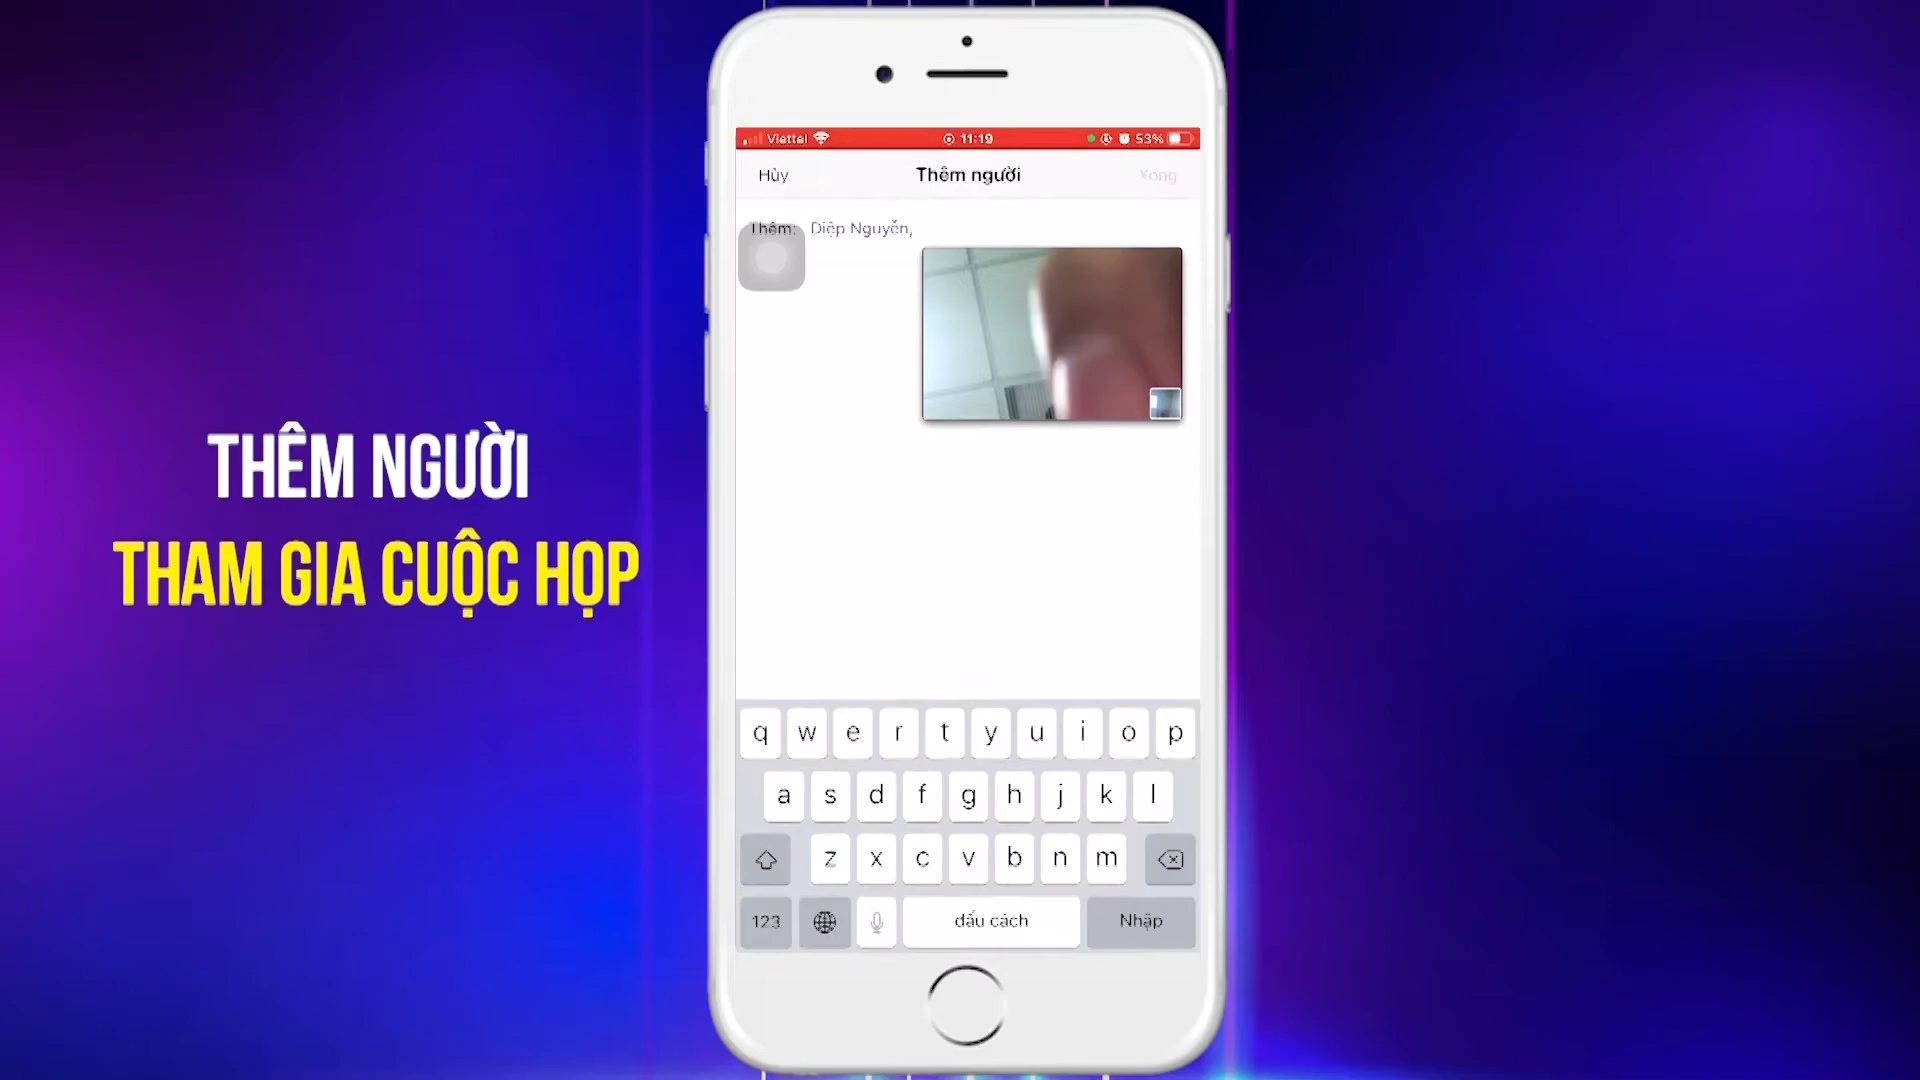 THÊM NGƯỜI
THAM GIA CUỘC HỌP
Viettel 11:19 53%
Hủy Thêm người Xong
Thêm: Diệp Nguyễn,
q w e r t y u i o p
a s d f g h j k l
z x c v b n m
123 dấu cách Nhập